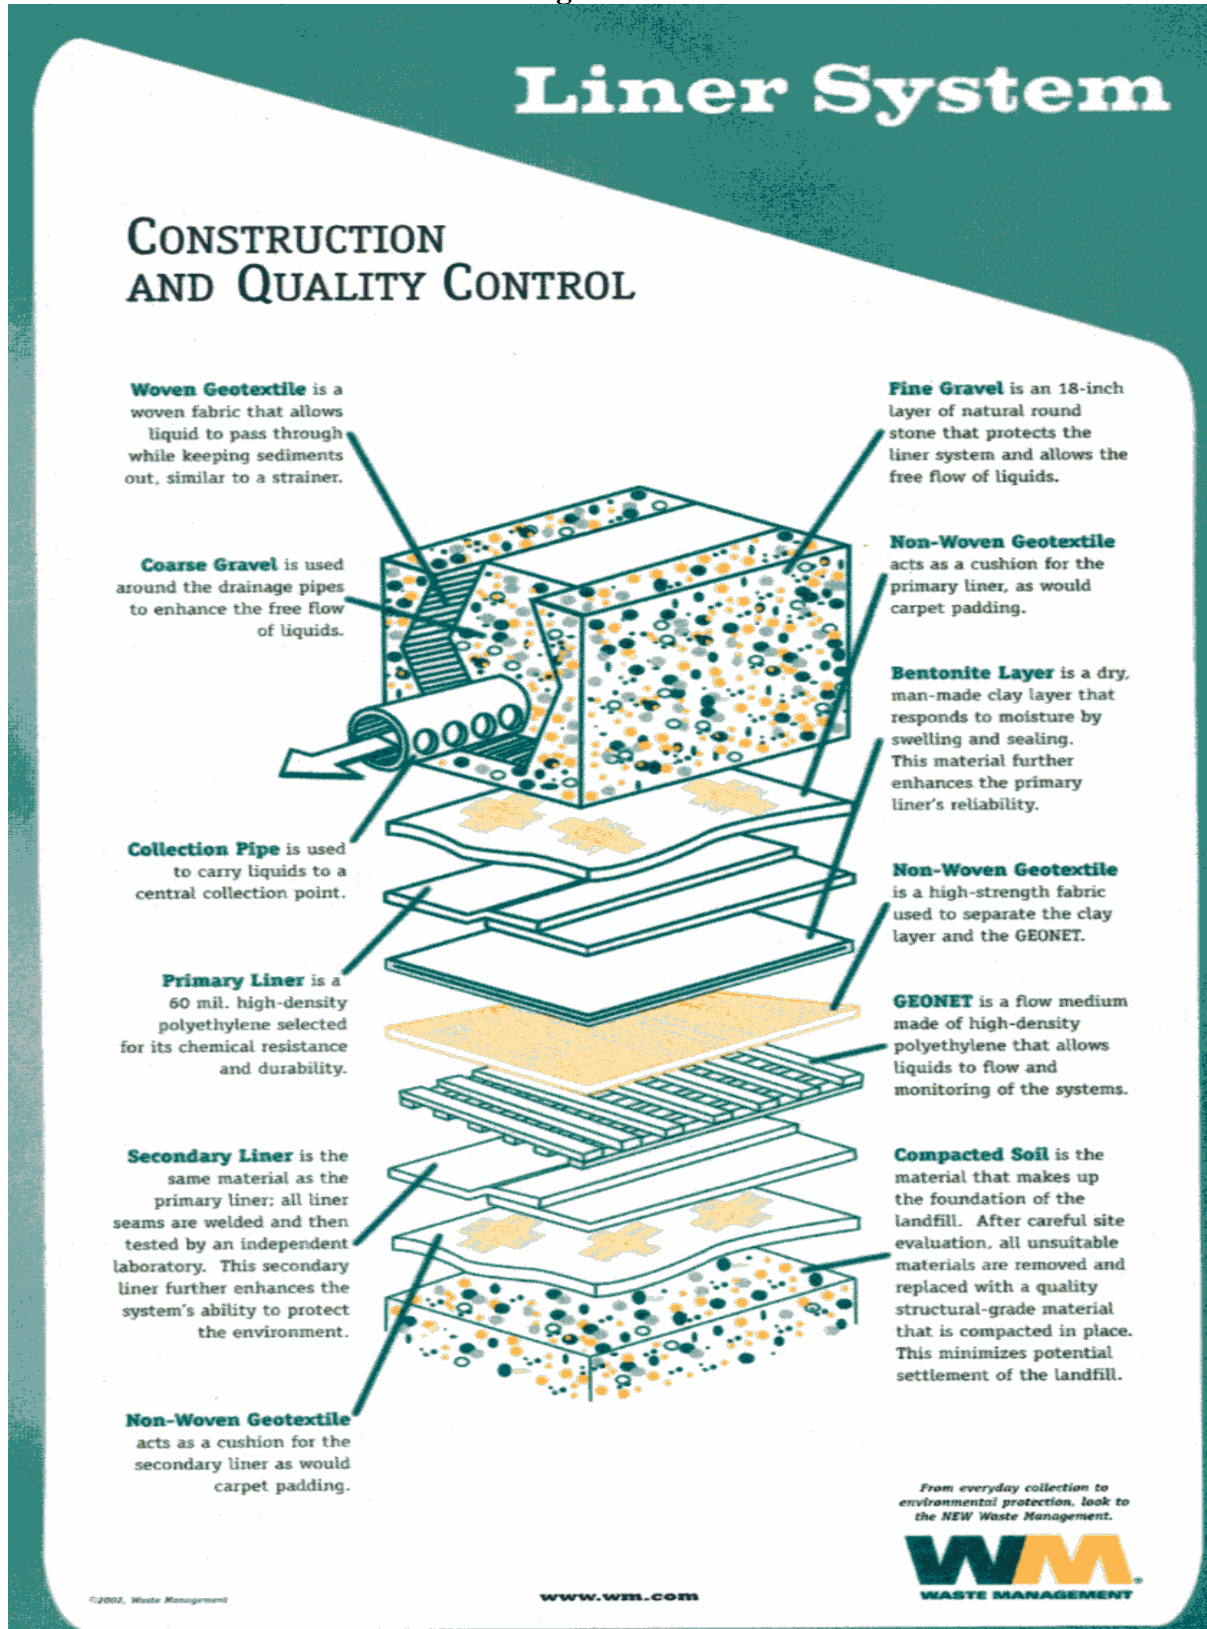 Liner System
CONSTRUCTION
AND QUALITY CONTROL
Woven Geotextile is a
woven fabric that allows
liquid to pass through
while keeping sediments
out, similar to a strainer.
Coarse Gravel is used
around the drainage pipes
to enhance the free flow
of liquids.
Collection Pipe is used
to carry liquids to a
central collection point.
Primary Liner is a
60 mil. high-density
polyethylene selected
for its chemical resistance
and durability.
Secondary Liner is the
same material as the
primary liner; all liner
seams are welded and then
tested by an independent
laboratory. This secondary
liner further enhances the
system's ability to protect
the environment.
Non-Woven Geotextile
acts as a cushion for the
secondary liner as would
carpet padding.
Fine Gravel is an 18-inch
layer of natural round
stone that protects the
liner system and allows the
free flow of liquids.
Non-Woven Geotextile
acts as a cushion for the
primary liner, as would
carpet padding.
Bentonite Layer is a dry,
man-made clay layer that
responds to moisture by
swelling and sealing.
This material further
enhances the primary
liner's reliability.
Non-Woven Geotextile
is a high-strength fabric
used to separate the clay
layer and the GEONET.
GEONET is a flow medium
made of high-density
polyethylene that allows
liquids to flow and
monitoring of the systems.
Compacted Soil is the
material that makes up
the foundation of the
landfill. After careful site
evaluation, all unsuitable
materials are removed and
replaced with a quality
structural-grade material
that is compacted in place.
This minimizes potential
settlement of the landfill.
From everyday collection to
environmental protection, look to
the NEW Waste Management.
WM
WASTE MANAGEMENT
©2002, Waste Management
www.wm.com